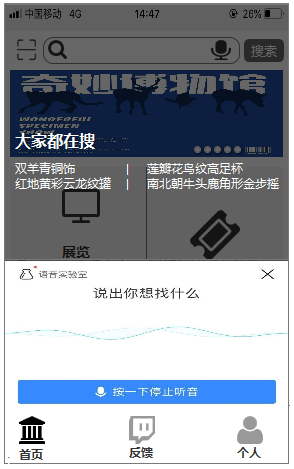 中国移动 4G 14:47 26%
搜索
奇妙博物馆
WONDERFUL
SPECIMEN
大家都在搜
双羊青铜饰 | 莲瓣花鸟纹高足杯
红地黄彩云龙纹罐 | 南北朝牛头鹿角形金步摇
展览
语音实验室
说出你想找什么
按一下停止听音
首页 反馈 个人